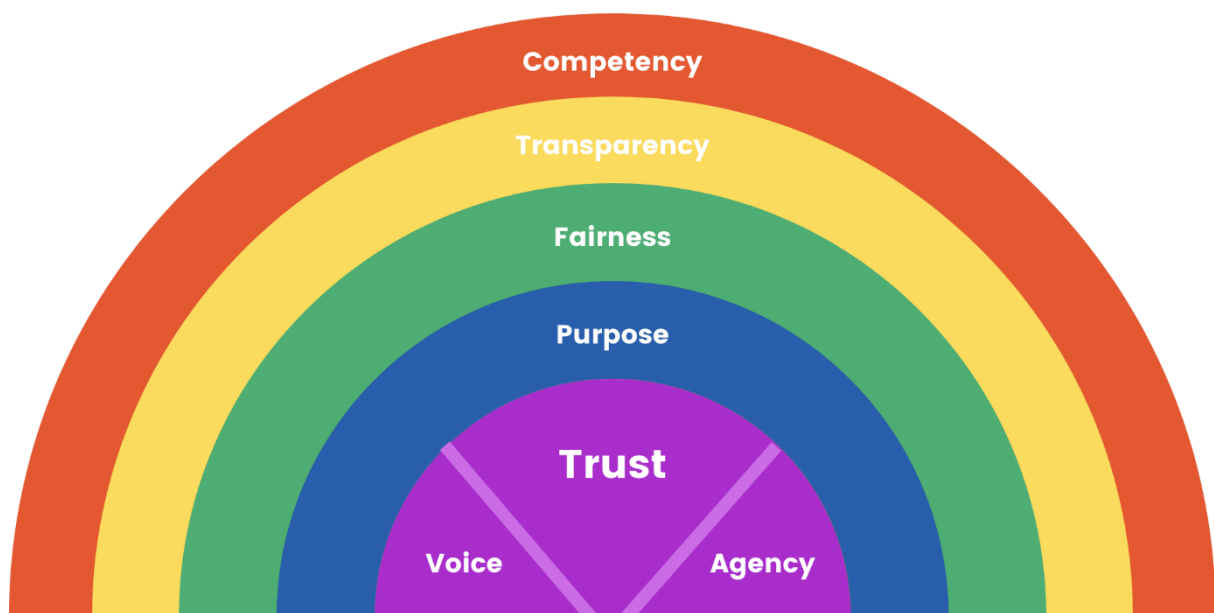 Competency
Transparency
Fairness
Purpose
Trust
Voice
Agency